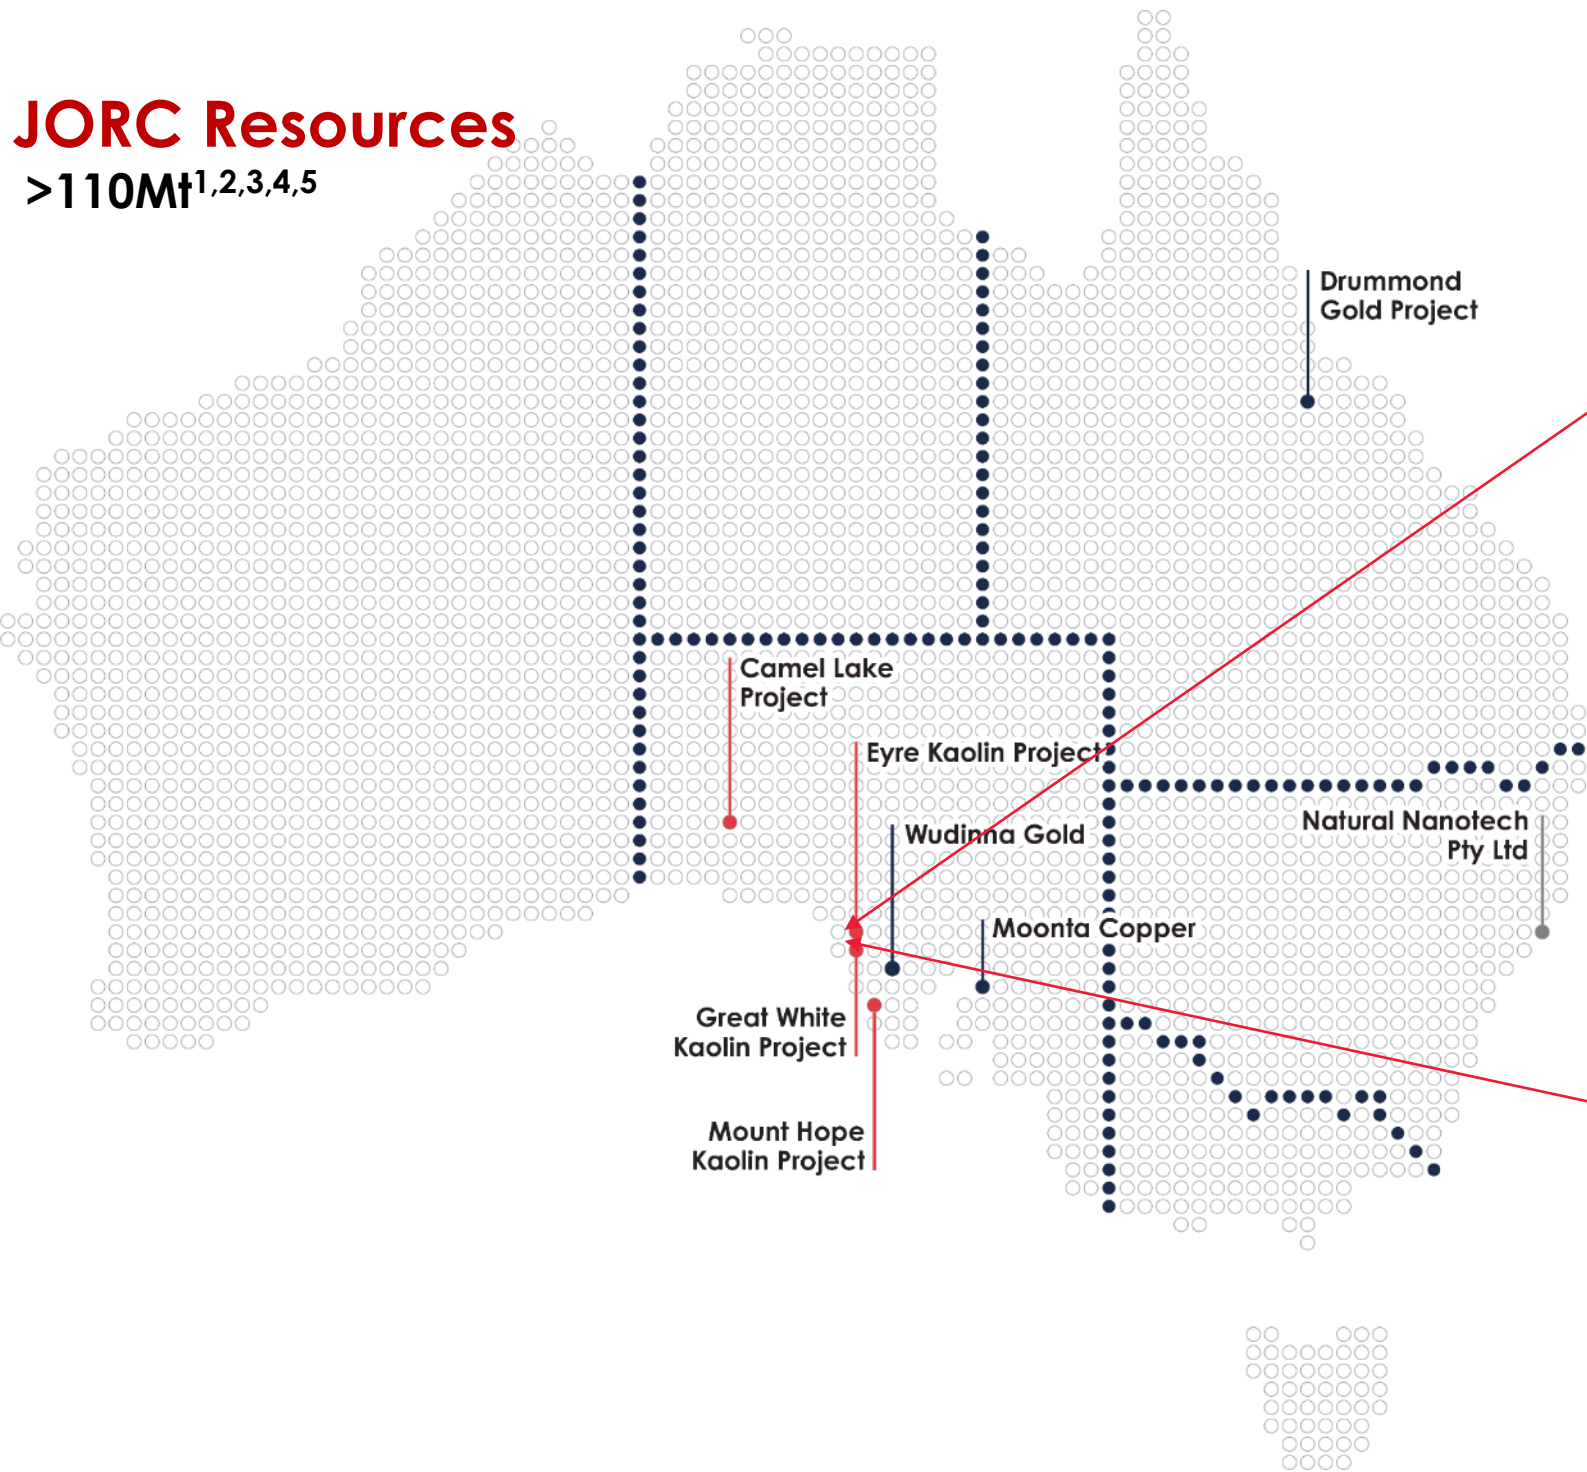 JORC Resources
>110Mt1,2,3,4,5
Drummond
Gold Project
Camel Lake
Project
Eyre Kaolin Project
Wudinna Gold
Natural Nanotech
Pty Ltd
Moonta Copper
Great White
Kaolin Project
Mount Hope
Kaolin Project